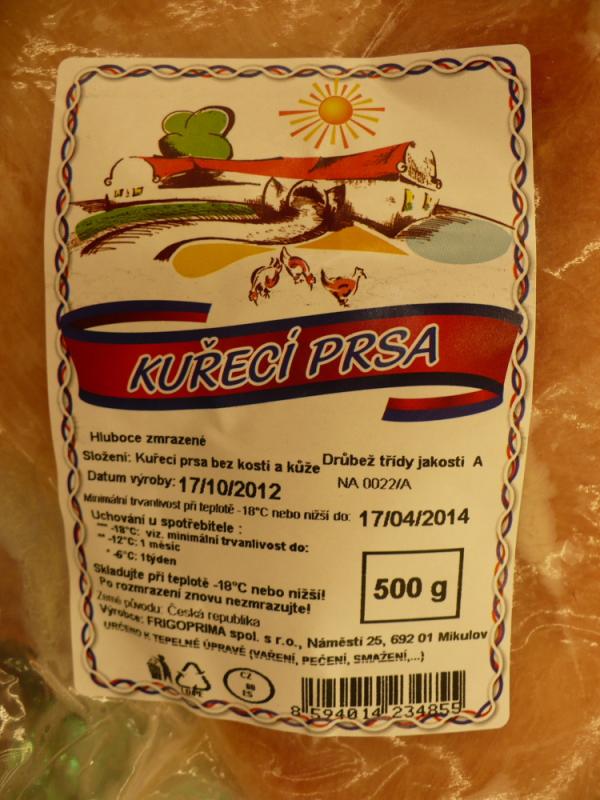 KUŘECÍ PRSA
Hluboce zmrazené
Složení: Kuřecí prsa bez kosti a kůže Drůbež třídy jakosti A
Datum výroby: 17/10/2012 NA 0022/A
Minimální trvanlivost při teplotě -18°C nebo nižší do: 17/04/2014
Uchování u spotřebitele :
*** -18°C: viz. minimální trvanlivost do:
** -12°C: 1 měsíc
* -6°C: 1týden
500 g
Skladujte při teplotě -18°C nebo nižší!
Po rozmrazení znovu nezmrazujte!
Země původu: Česká republika
Výrobce: FRIGOPRIMA spol. s r.o., Náměstí 25, 692 01 Mikulov
URČENO K TEPELNÉ ÚPRAVĚ (VAŘENÍ, PEČENÍ, SMAŽENÍ,...)
LDPE
CZ
ES
8 594014 234855